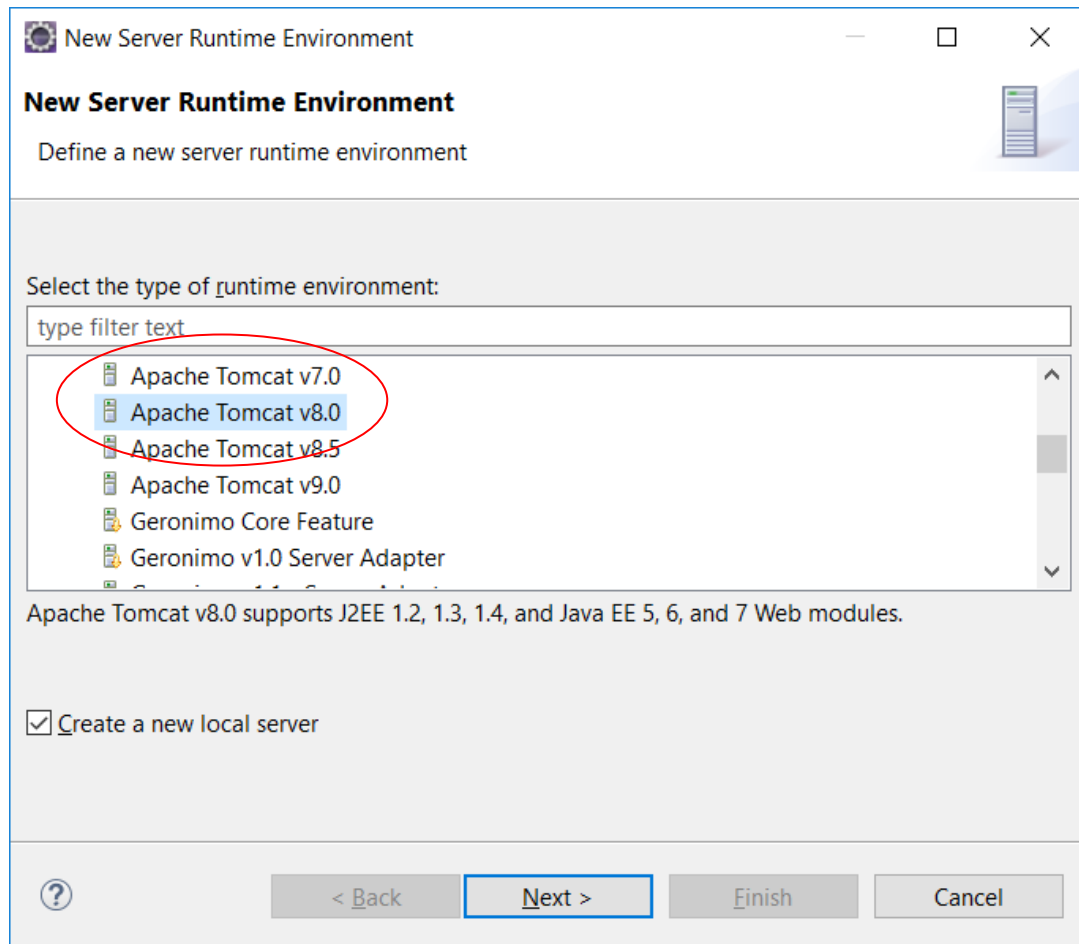 New Server Runtime Environment
New Server Runtime Environment
Define a new server runtime environment
Select the type of runtime environment:
type filter text
Apache Tomcat v7.0
Apache Tomcat v8.0
Apache Tomcat v8.5
Apache Tomcat v9.0
Geronimo Core Feature
Geronimo v1.0 Server Adapter
Apache Tomcat v8.0 supports J2EE 1.2, 1.3, 1.4, and Java EE 5, 6, and 7 Web modules.
Create a new local server
? < Back Next > Finish Cancel